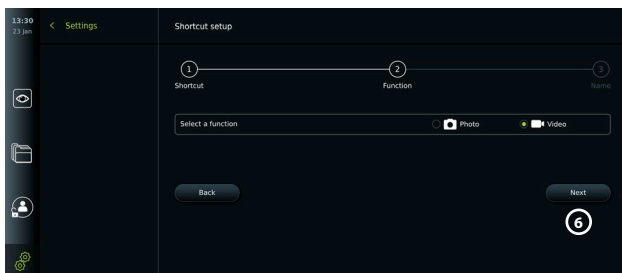 13:30
23 Jan
Settings
Shortcut setup
1
2
3
Shortcut
Function
Name
Select a function
Photo
Video
Back
Next
6